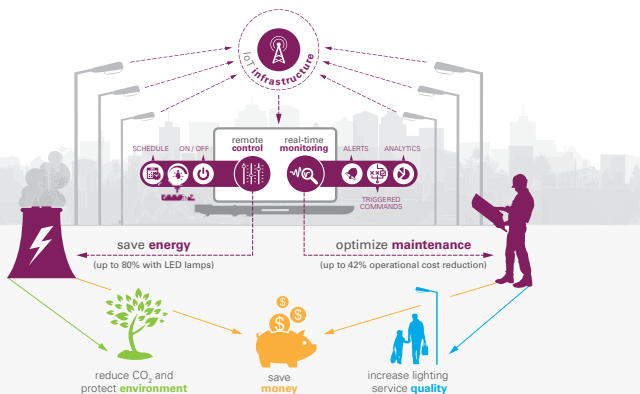 IoT infrastructure
SCHEDULE
ON / OFF
remote
control
real-time
monitoring
ALERTS
ANALYTICS
TRIGGERED
COMMANDS
save energy
(up to 80% with LED lamps)
optimize maintenance
(up to 42% operational cost reduction)
reduce CO2 and
protect environment
save
money
increase lighting
service quality